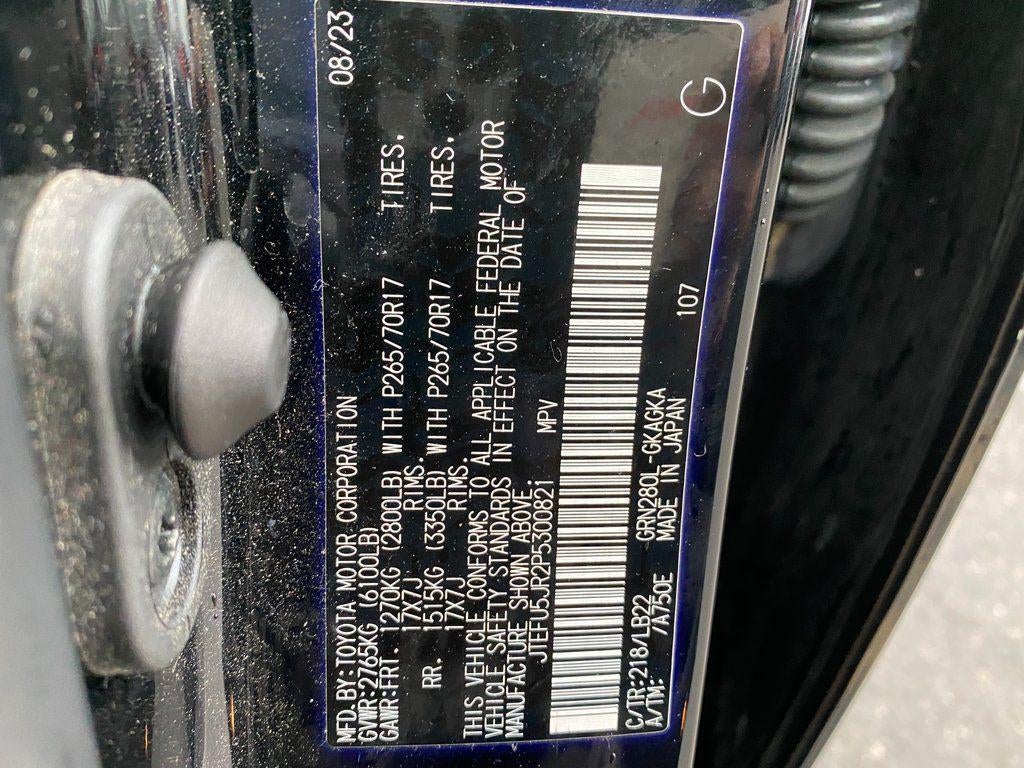 MFD.BY:TOYOTA MOTOR CORPORATION 08/23
GVWR:2765KG (6100LB)
GAWR:FRT. 1270KG (2800LB) WITH P265/70R17 TIRES.
17X7J RIMS.
RR. 1515KG (3350LB) WITH P265/70R17 TIRES.
17X7J RIMS.
THIS VEHICLE CONFORMS TO ALL APPLICABLE FEDERAL MOTOR
VEHICLE SAFETY STANDARDS IN EFFECT ON THE DATE OF
MANUFACTURE SHOWN ABOVE.
MPV
C/TR:218/LB22 GRN280L-GKAGKA 107
A/TM: /A750E MADE IN JAPAN G